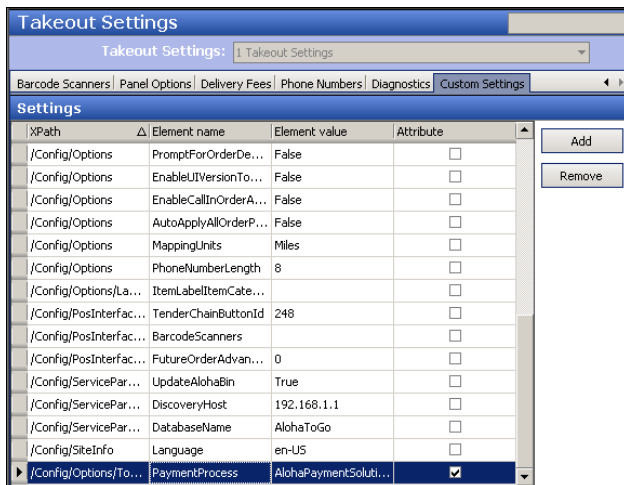 Takeout Settings
Takeout Settings: 1 Takeout Settings
Barcode Scanners Panel Options Delivery Fees Phone Numbers Diagnostics Custom Settings
Settings
XPath Element name Element value Attribute
Add
/Config/Options PromptForOrderDe... False
Remove
/Config/Options EnableUIVersionTo... False
/Config/Options EnableCallInOrderA... False
/Config/Options AutoApplyAllOrderP... False
/Config/Options MappingUnits Miles
/Config/Options PhoneNumberLength 8
/Config/Options/La... ItemLabelItemCate...
/Config/PosInterfac... TenderChainButtonId 248
/Config/PosInterfac... BarcodeScanners
/Config/PosInterfac... FutureOrderAdvan... 0
/Config/ServicePar... UpdateAlohaBin True
/Config/ServicePar... DiscoveryHost 192.168.1.1
/Config/ServicePar... DatabaseName AlohaToGo
/Config/SiteInfo Language en-US
/Config/Options/To... PaymentProcess AlohaPaymentSoluti...